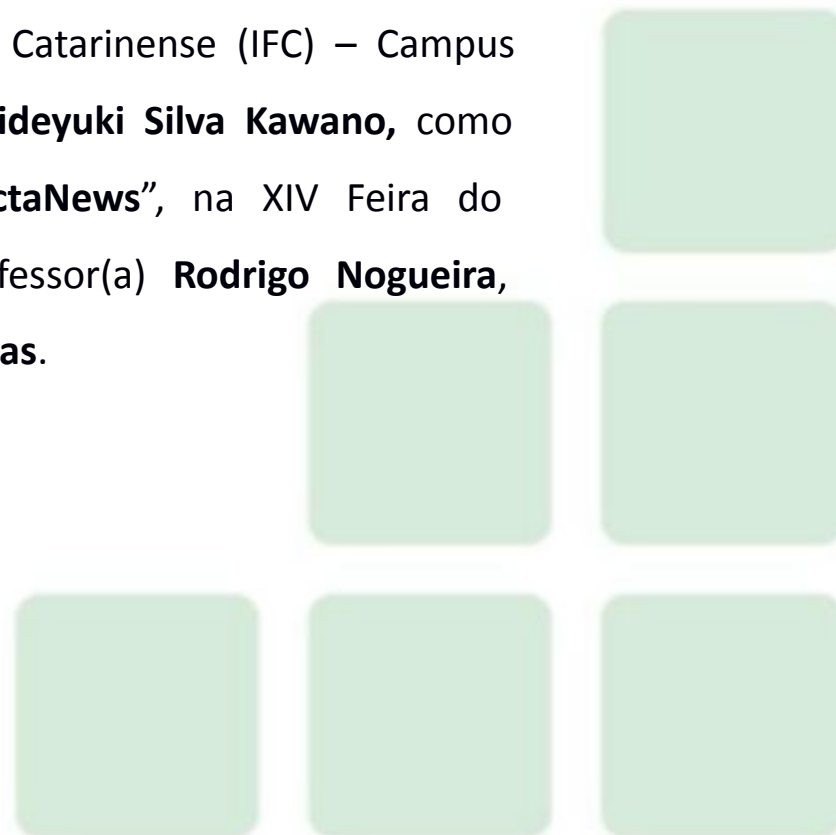 Catarinense (IFC) – Campus
ideyuki Silva Kawano, como
ctaNews”, na XIV Feira do
fessor(a) Rodrigo Nogueira,
as.